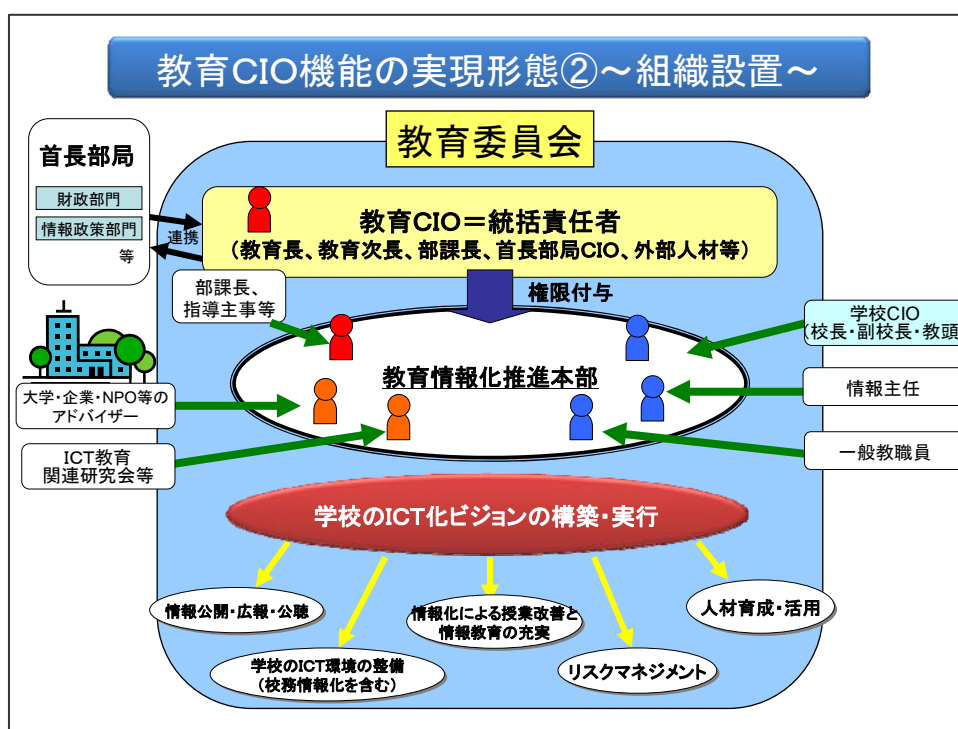 教育CIO機能の実現形態②～組織設置～
教育委員会
首長部局
財政部門
情報政策部門
等
連携
教育CIO＝統括責任者
(教育長、教育次長、部課長、首長部局CIO、外部人材等)
権限付与
部課長、
指導主事等
学校CIO
(校長・副校長・教頭)
教育情報化推進本部
大学・企業・NPO等の
アドバイザー
情報主任
ICT教育
関連研究会等
一般教職員
学校のICT化ビジョンの構築・実行
情報公開・広報・公聴
情報化による授業改善と
情報教育の充実
人材育成・活用
学校のICT環境の整備
(校務情報化を含む)
リスクマネジメント